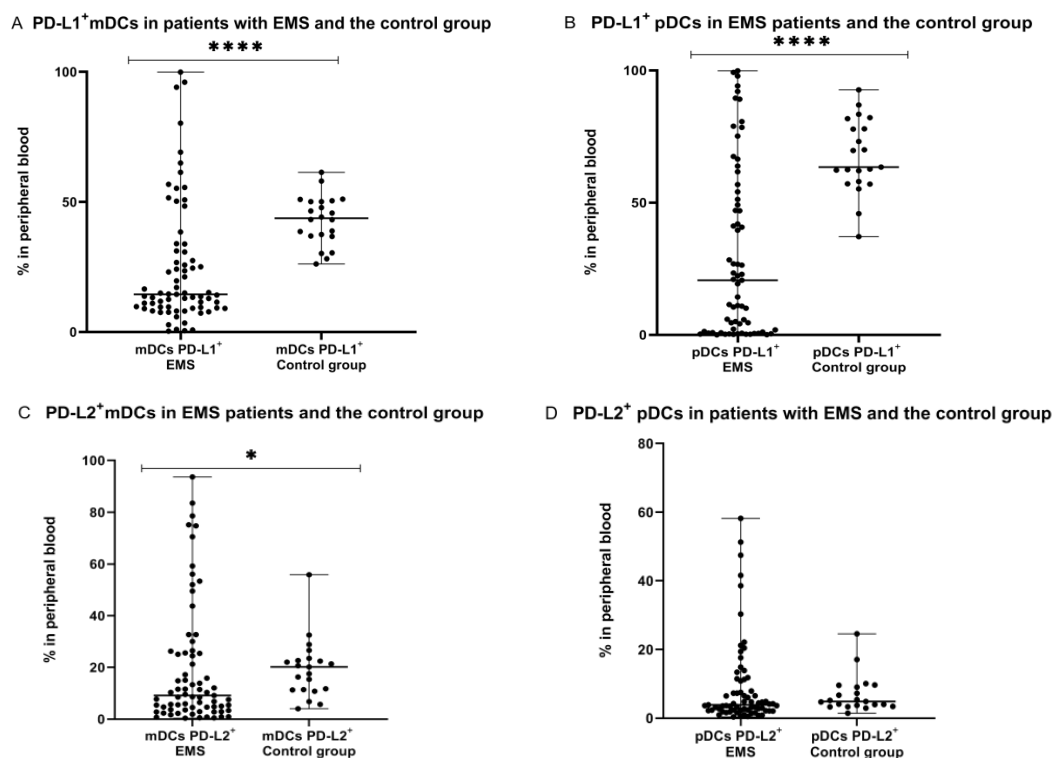 A PD-L1+mDCs in patients with EMS and the control group
****
100
50
0
% in peripheral blood
mDCs PD-L1+
EMS
mDCs PD-L1+
Control group
B PD-L1+ pDCs in EMS patients and the control group
****
100
50
0
% in peripheral blood
pDCs PD-L1+
EMS
pDCs PD-L1+
Control group
C PD-L2+mDCs in EMS patients and the control group
*
100
80
60
40
20
0
% in peripheral blood
mDCs PD-L2+
EMS
mDCs PD-L2+
Control group
D PD-L2+ pDCs in patients with EMS and the control group
80
60
40
20
0
% in peripheral blood
pDCs PD-L2+
EMS
pDCs PD-L2+
Control group